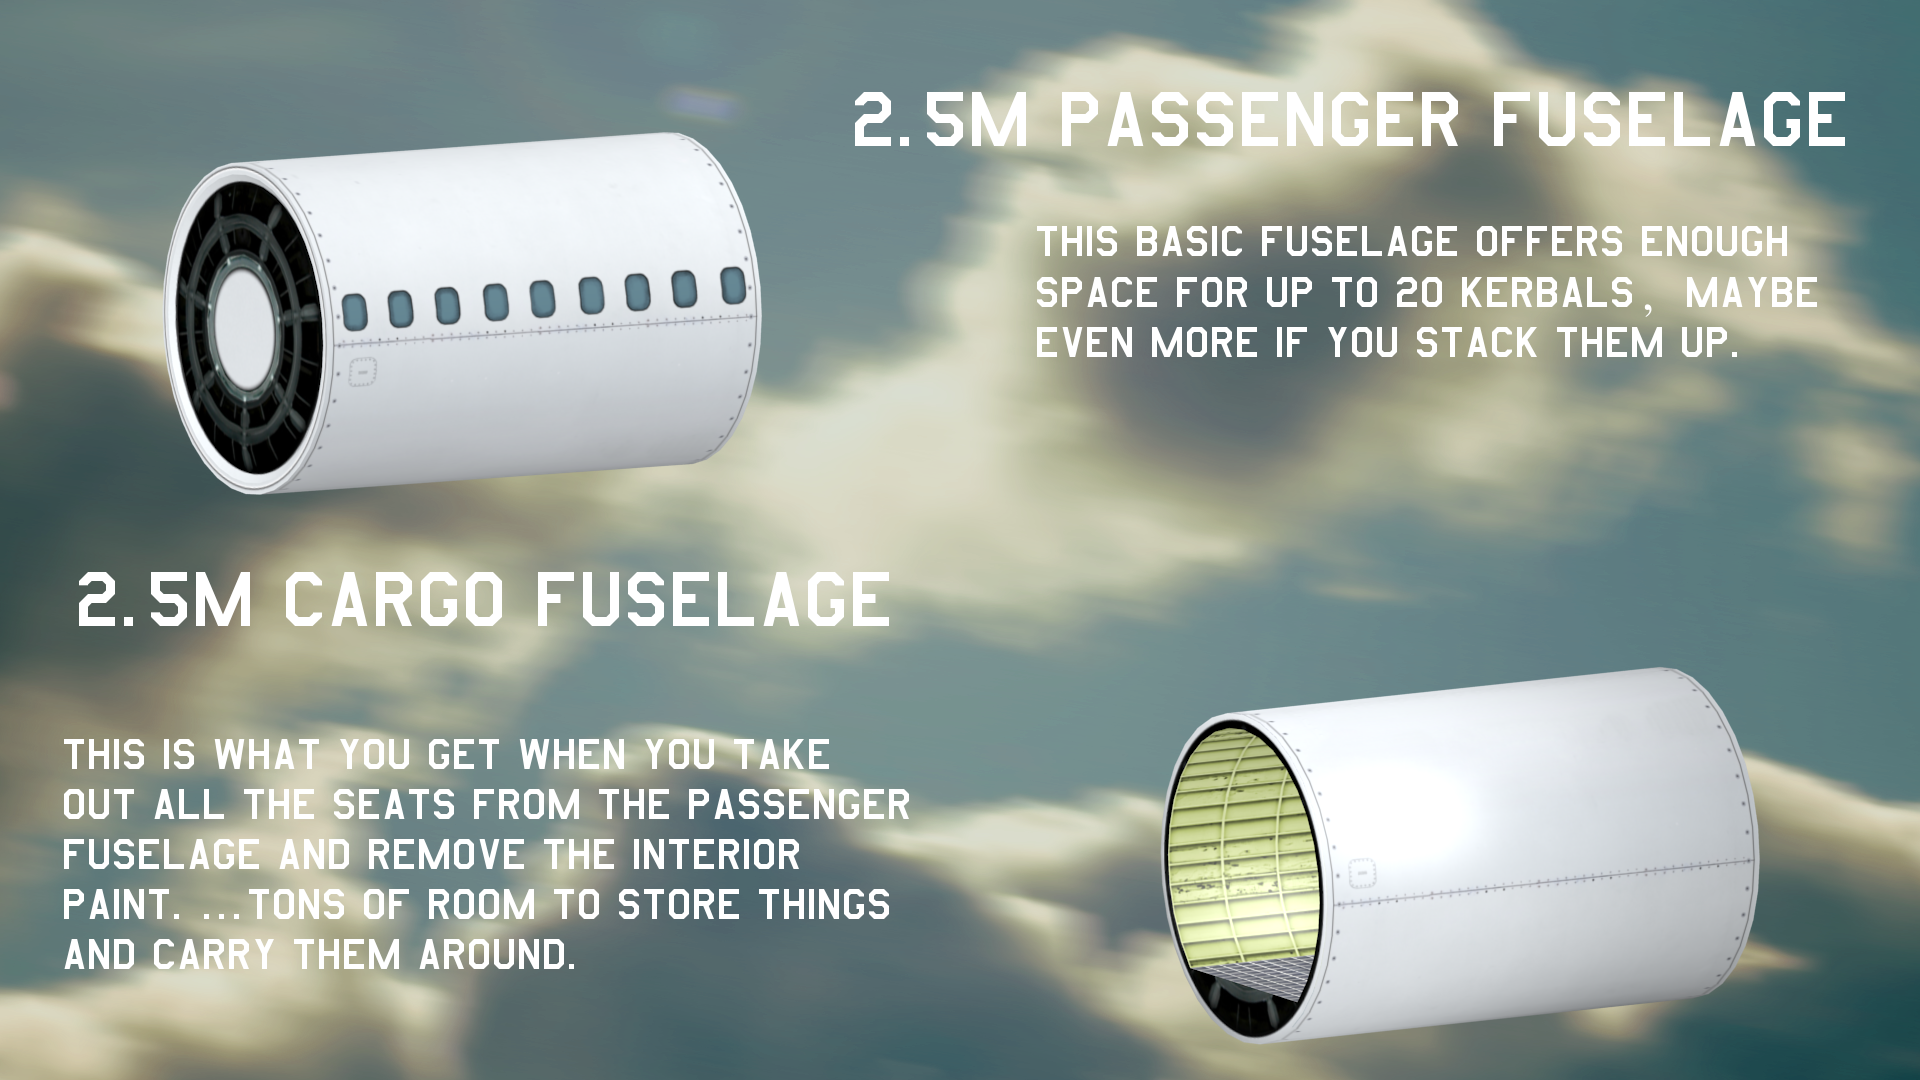 2.5M PASSENGER FUSELAGE
THIS BASIC FUSELAGE OFFERS ENOUGH
SPACE FOR UP TO 20 KERBALS, MAYBE
EVEN MORE IF YOU STACK THEM UP.
2.5M CARGO FUSELAGE
THIS IS WHAT YOU GET WHEN YOU TAKE
OUT ALL THE SEATS FROM THE PASSENGER
FUSELAGE AND REMOVE THE INTERIOR
PAINT. ...TONS OF ROOM TO STORE THINGS
AND CARRY THEM AROUND.